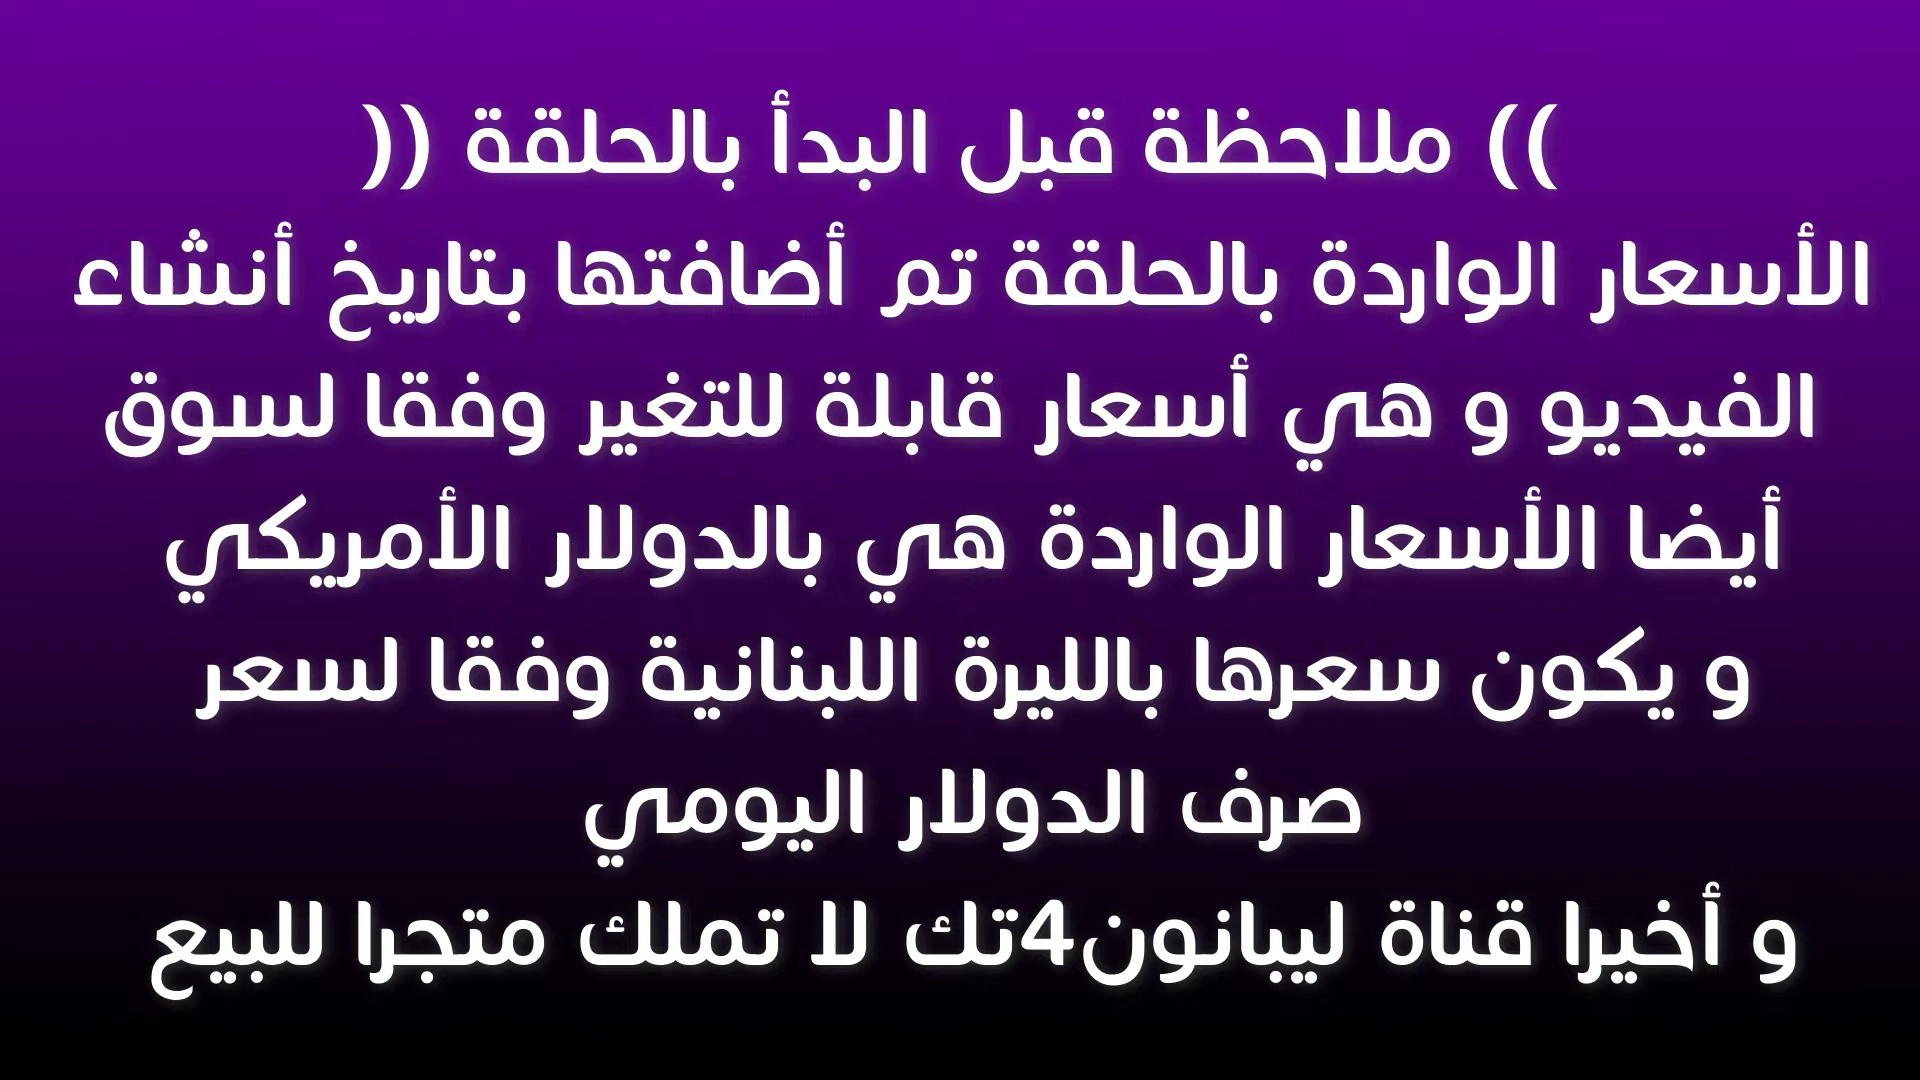 (( ملاحظة قبل البدأ بالحلقة ))
الأسعار الواردة بالحلقة تم أضافتها بتاريخ أنشاء
الفيديو و هي أسعار قابلة للتغير وفقا لسوق
أيضا الأسعار الواردة هي بالدولار الأمريكي
و يكون سعرها بالليرة اللبنانية وفقا لسعر
صرف الدولار اليومي
و أخيرا قناة ليبانون4تك لا تملك متجرا للبيع